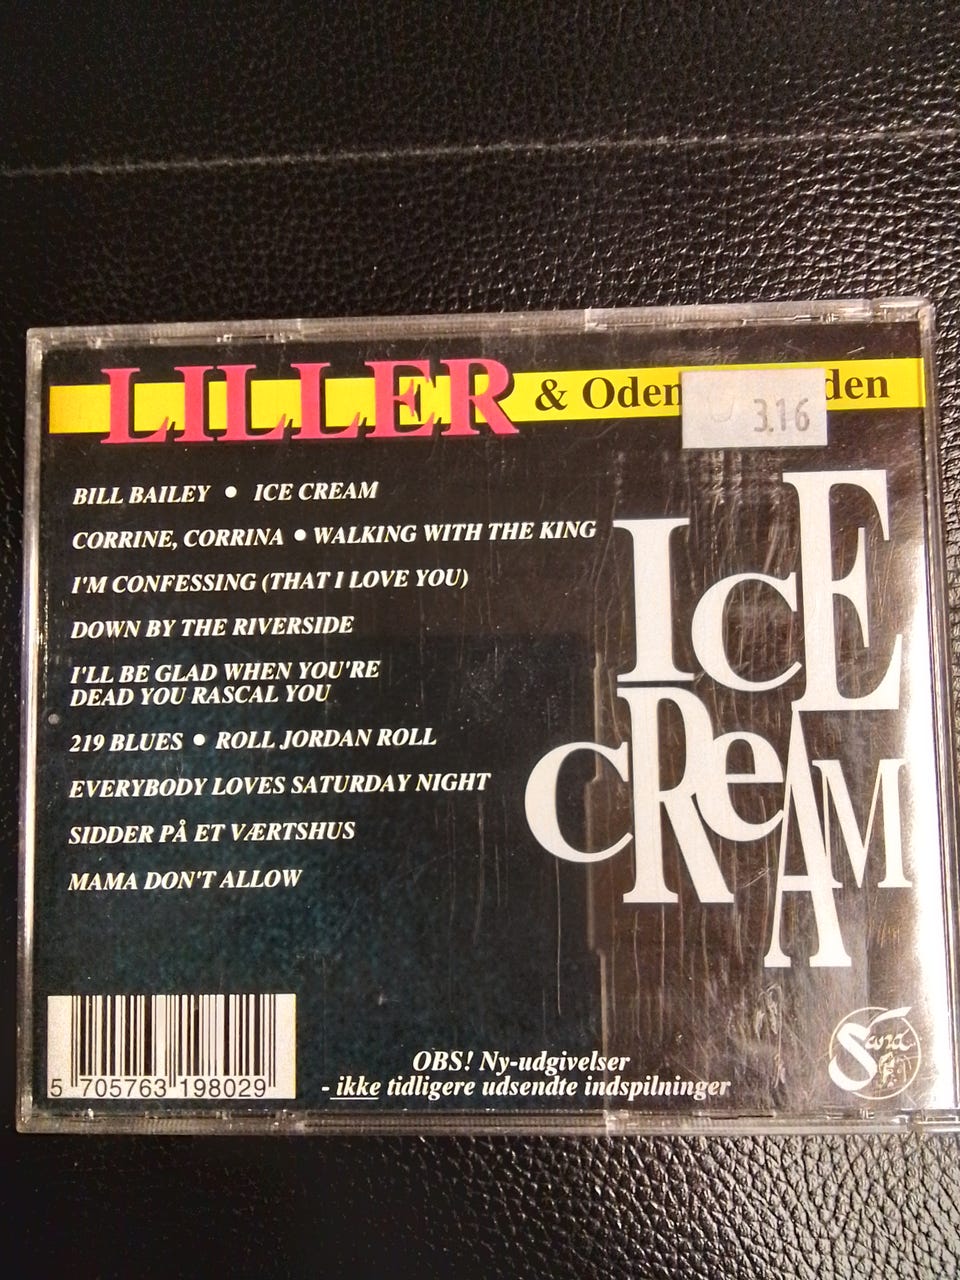 LILLER & Oden den
3.16
BILL BAILEY • ICE CREAM
CORRINE, CORRINA • WALKING WITH THE KING
I'M CONFESSING (THAT I LOVE YOU)
DOWN BY THE RIVERSIDE
I'LL BE GLAD WHEN YOU'RE
DEAD YOU RASCAL YOU
219 BLUES • ROLL JORDAN ROLL
EVERYBODY LOVES SATURDAY NIGHT
SIDDER PÅ ET VÆRTSHUS
MAMA DON'T ALLOW
ICE
CREAM
5 705763 198029
OBS! Ny-udgivelser
- ikke tidligere udsendte indspilninger
Sand